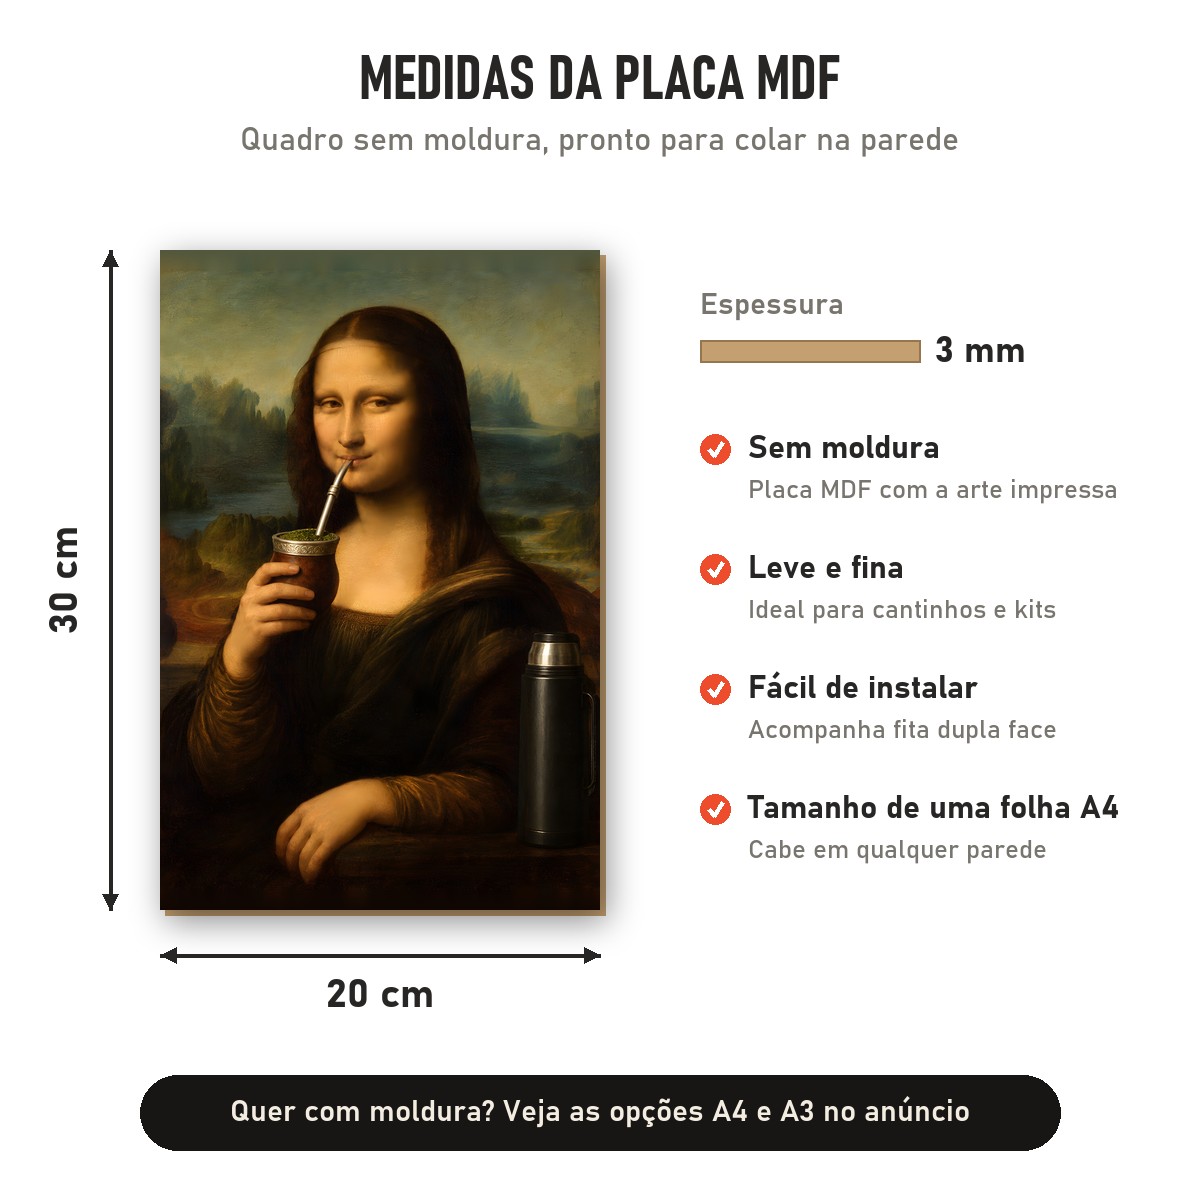 MEDIDAS DA PLACA MDF
Quadro sem moldura, pronto para colar na parede
30 cm
20 cm
Espessura
3 mm
Sem moldura
Placa MDF com a arte impressa
Leve e fina
Ideal para cantinhos e kits
Fácil de instalar
Acompanha fita dupla face
Tamanho de uma folha A4
Cabe em qualquer parede
Quer com moldura? Veja as opções A4 e A3 no anúncio